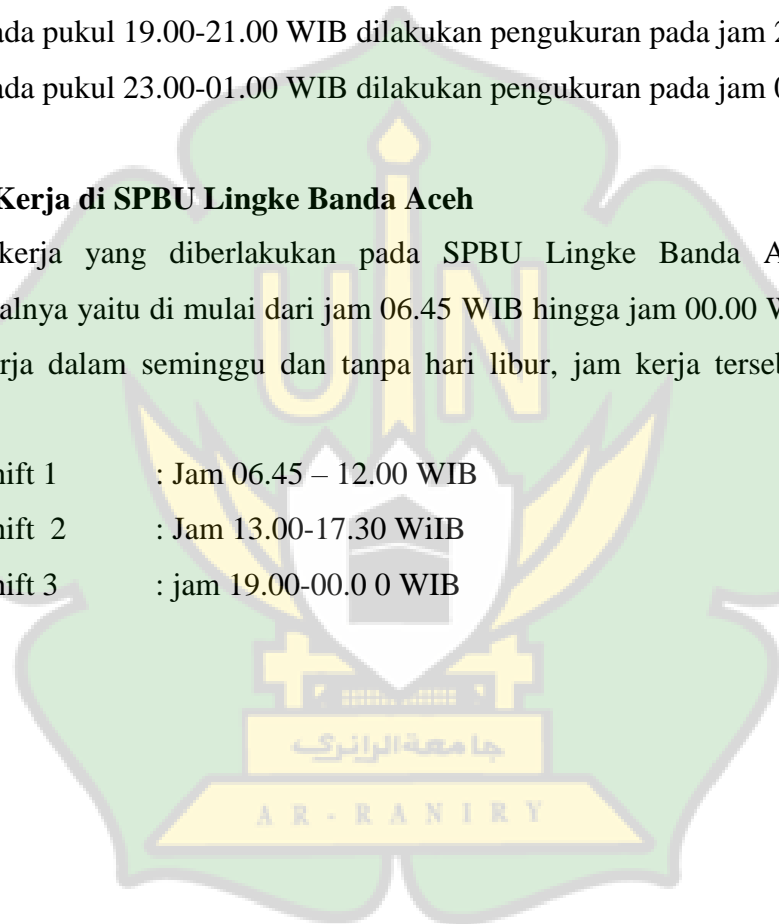 ada pukul 19.00-21.00 WIB dilakukan pengukuran pada jam 2
ada pukul 23.00-01.00 WIB dilakukan pengukuran pada jam 0
Kerja di SPBU Lingke Banda Aceh
kerja yang diberlakukan pada SPBU Lingke Banda A
alnya yaitu di mulai dari jam 06.45 WIB hingga jam 00.00 W
rja dalam seminggu dan tanpa hari libur, jam kerja terseb
hift 1 : Jam 06.45 – 12.00 WIB
hift 2 : Jam 13.00-17.30 WiIB
hift 3 : jam 19.00-00.0 0 WIB
UIN
جامعة الرانري
AR-RANIRY